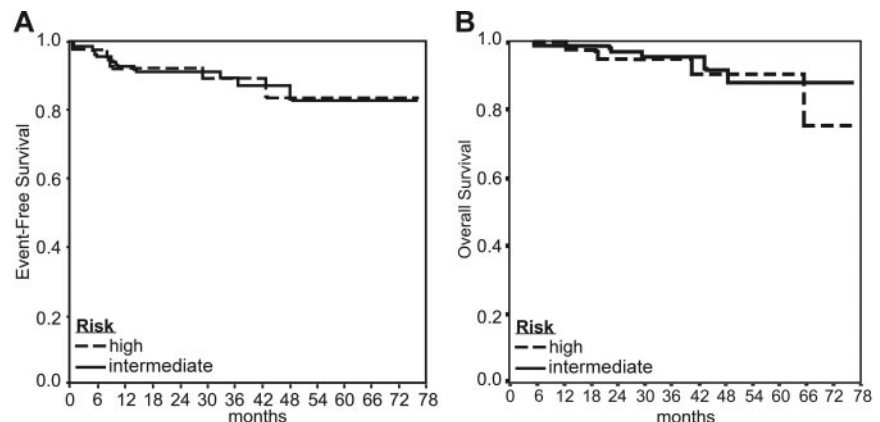 A
Event-Free Survival
1.0
0.8
0.6
0.4
0.2
0.0
Risk
high
intermediate
0 6 12 18 24 30 36 42 48 54 60 66 72 78
months
B
Overall Survival
1.0
0.8
0.6
0.4
0.2
0.0
Risk
high
intermediate
0 6 12 18 24 30 36 42 48 54 60 66 72 78
months